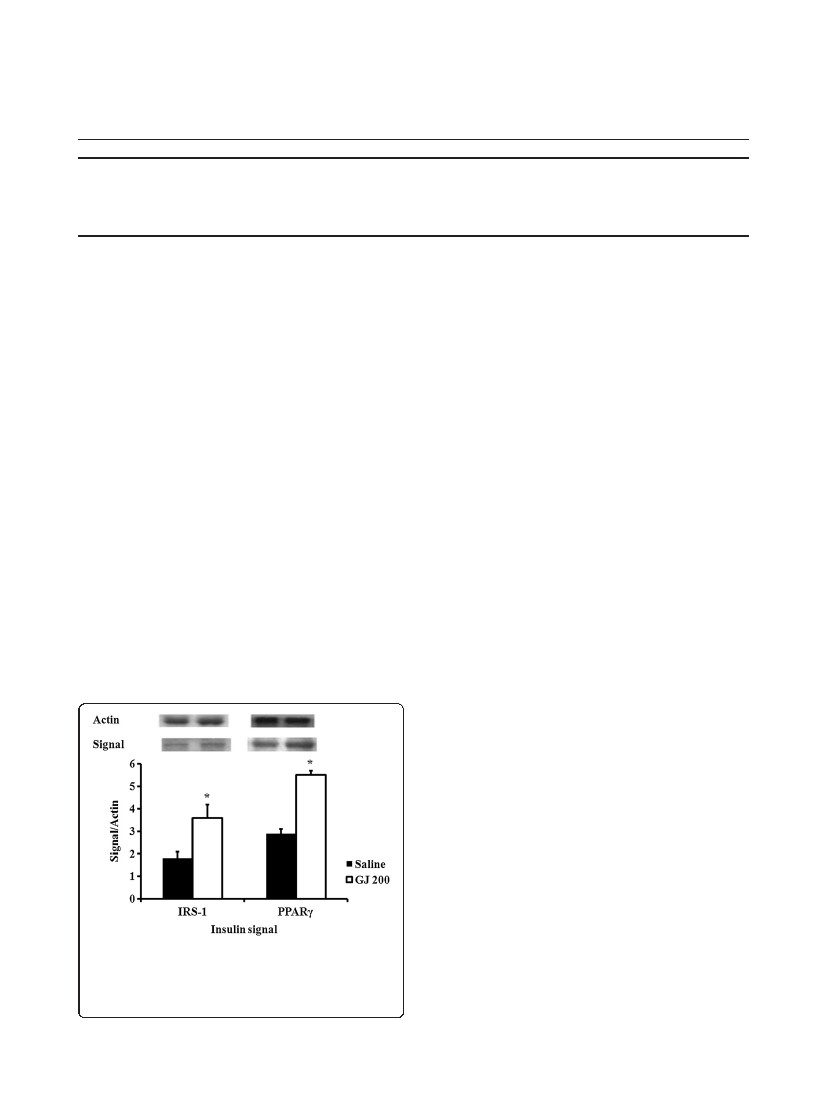 Actin
Signal
6
5
4
3
2
1
0
Signal/Actin
*
*
Saline
GJ 200
IRS-1 PPARγ
Insulin signal